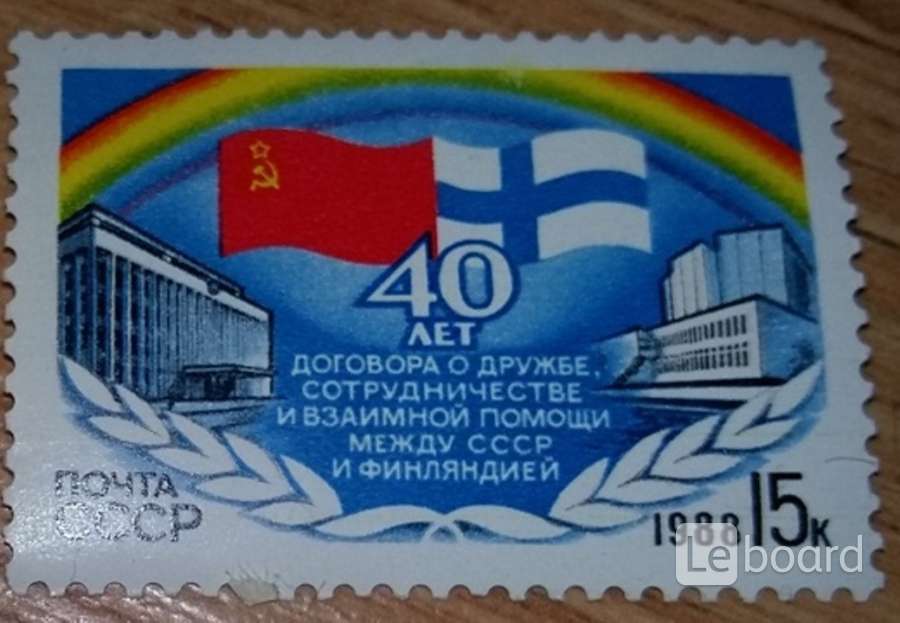 40
ЛЕТ
ДОГОВОРА О ДРУЖБЕ,
СОТРУДНИЧЕСТВЕ
И ВЗАИМНОЙ ПОМОЩИ
МЕЖДУ СССР
И ФИНЛЯНДИЕЙ
ПОЧТА
СССР
1988 15К
Leboard